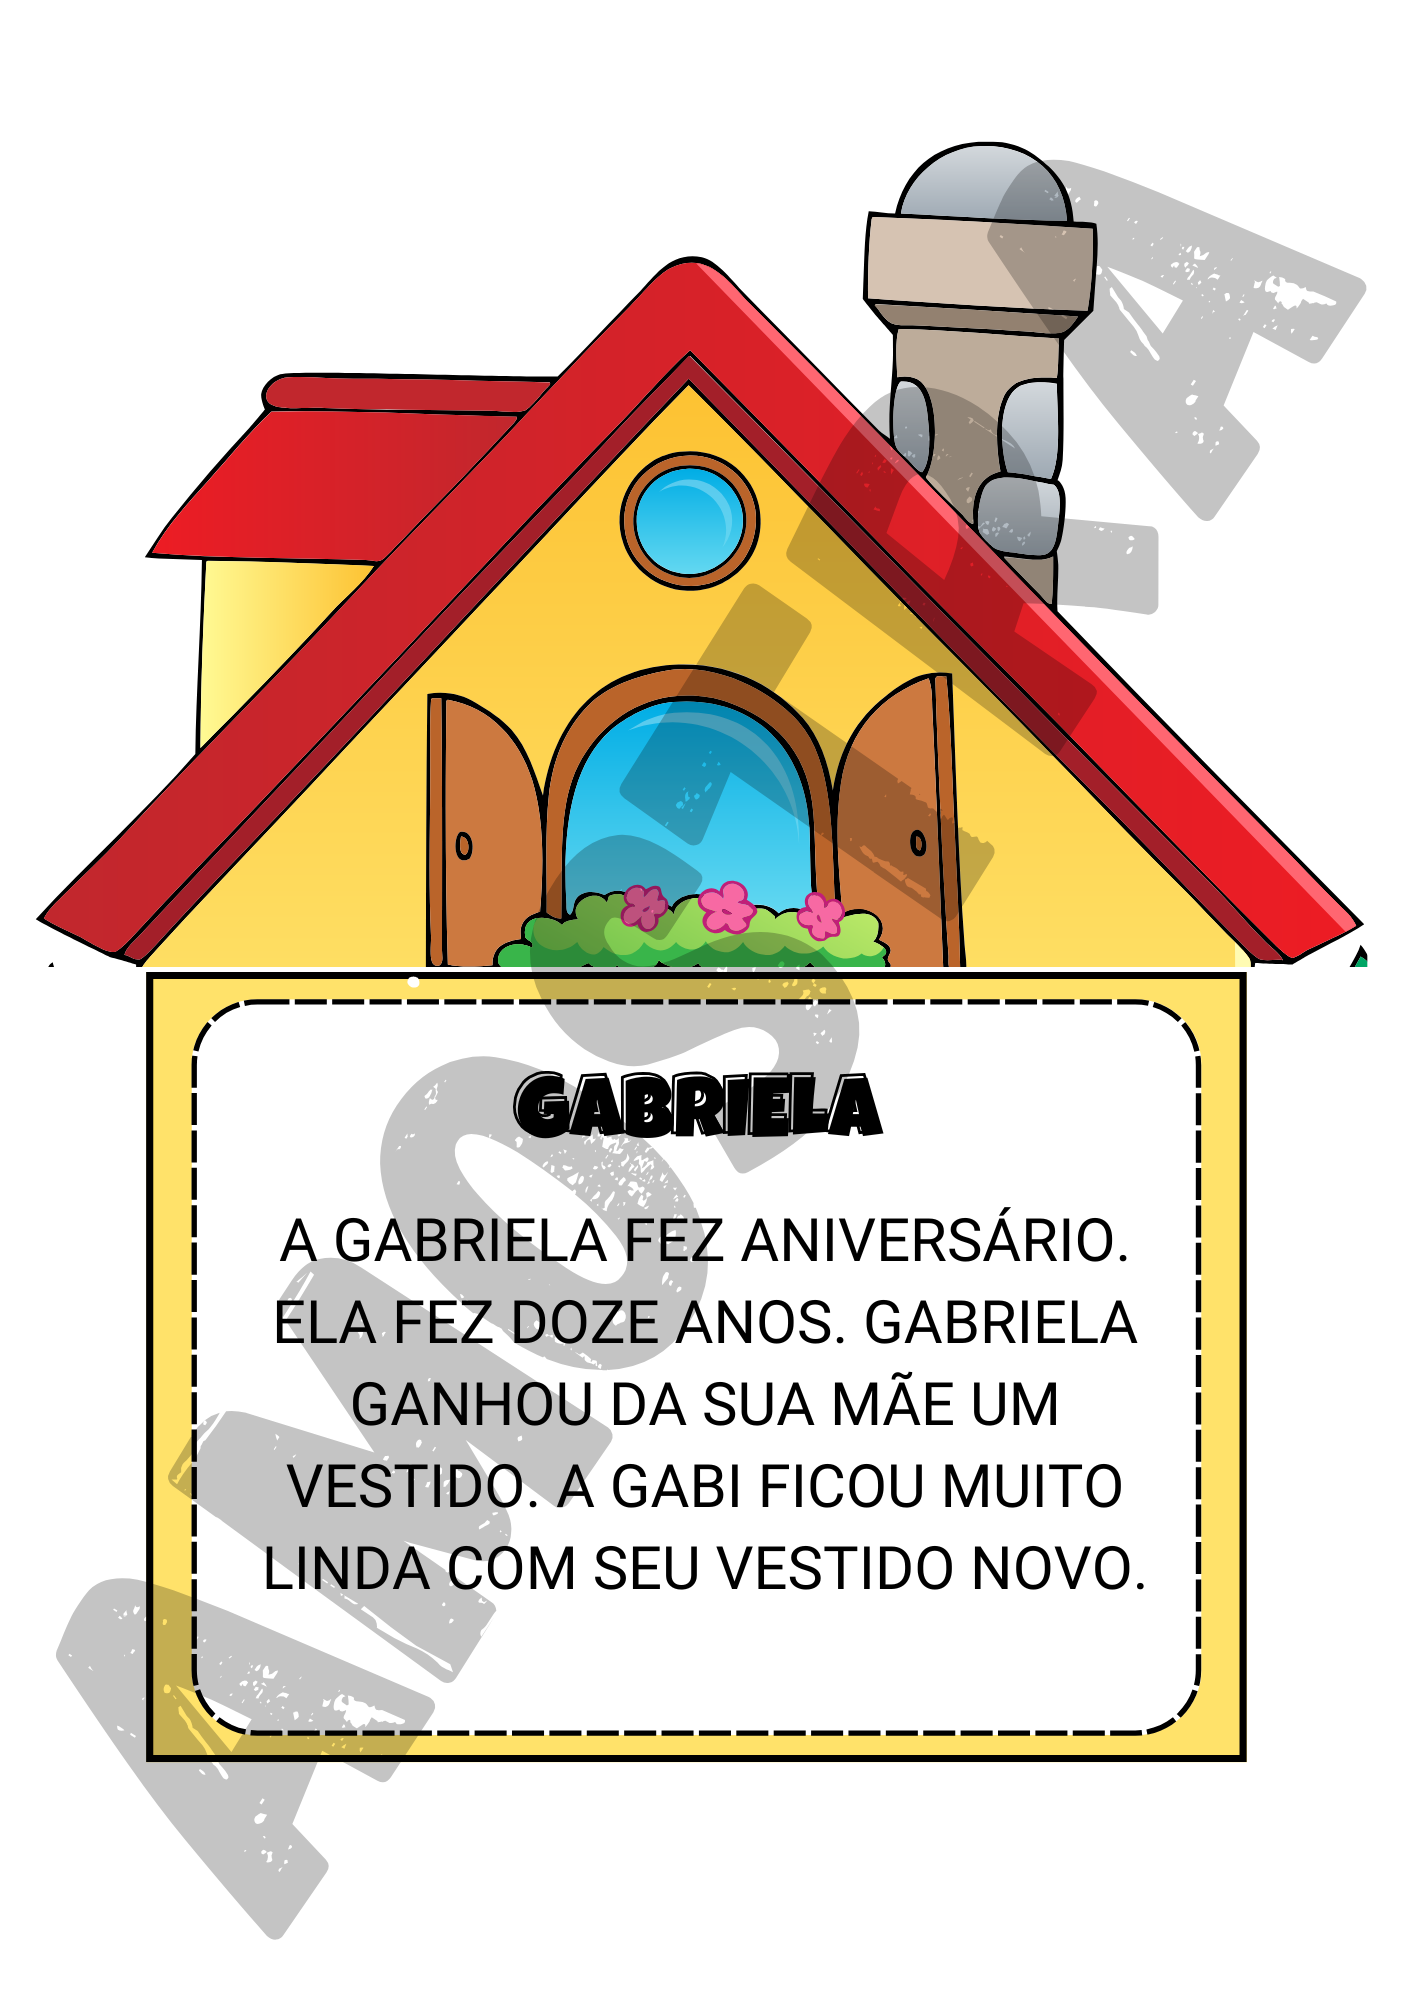 GABRIELA
A GABRIELA FEZ ANIVERSÁRIO.
ELA FEZ DOZE ANOS. GABRIELA
GANHOU DA SUA MÃE UM
VESTIDO. A GABI FICOU MUITO
LINDA COM SEU VESTIDO NOVO.
AMOSTRA